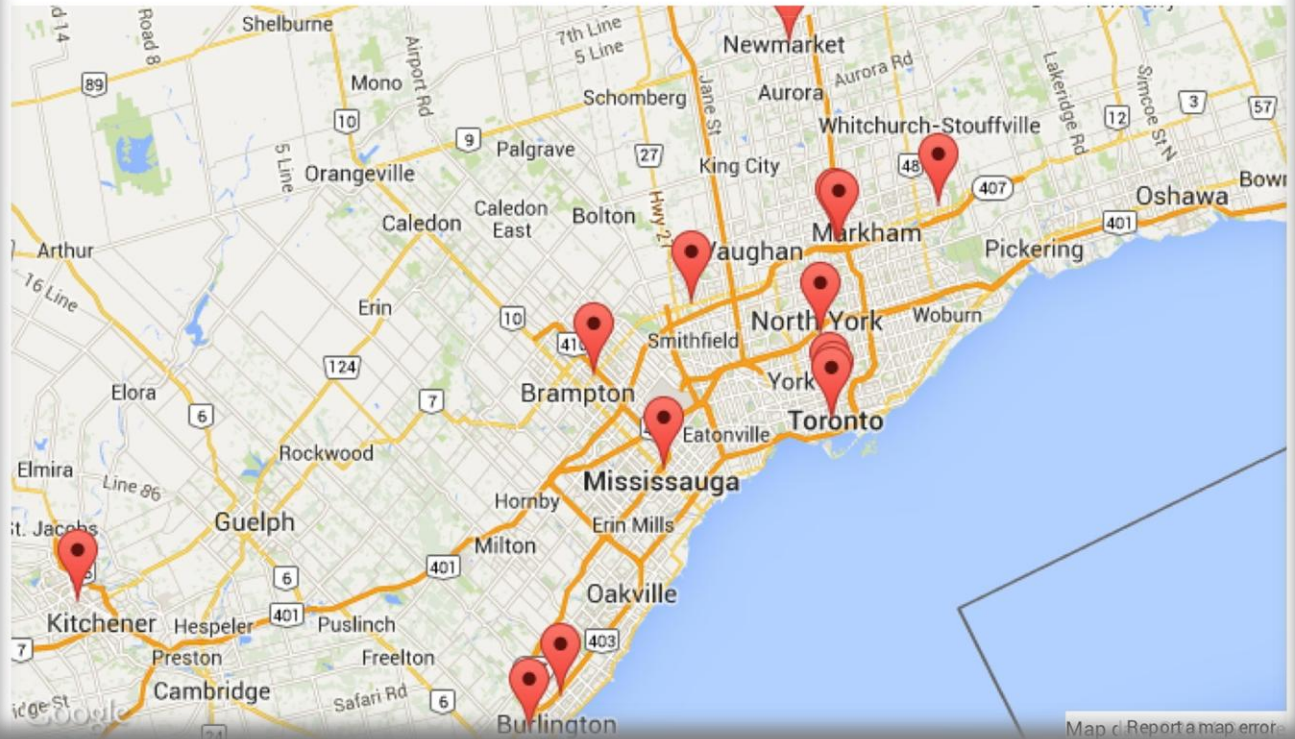 d 14
Road 8
Shelburne
7th Line
5 Line
Newmarket
89
Mono
Airport Rd
Schomberg
Jane St
Aurora
Aurora Rd
Lakeridge Rd
Simcoe St N
3
57
12
10
9
Palgrave
27
Whitchurch-Stouffville
King City
48
407
5 Line
Orangeville
Bolton
Caledon
East
Caledon
Markham
Oshawa
401
Arthur
Vaughan
Pickering
16 Line
Erin
10
410
North York
Woburn
Smithfield
124
Brampton
York
Elora
6
7
Toronto
Eatonville
Rockwood
Elmira
Line 86
Mississauga
Hornby
Guelph
Erin Mills
St. Jacobs
Milton
401
6
Oakville
401
Kitchener
Hespeler
Puslinch
403
7
Preston
Freelton
Cambridge
Safari Rd
6
idge St
Google
24
Burlington
Map d
Report a map error